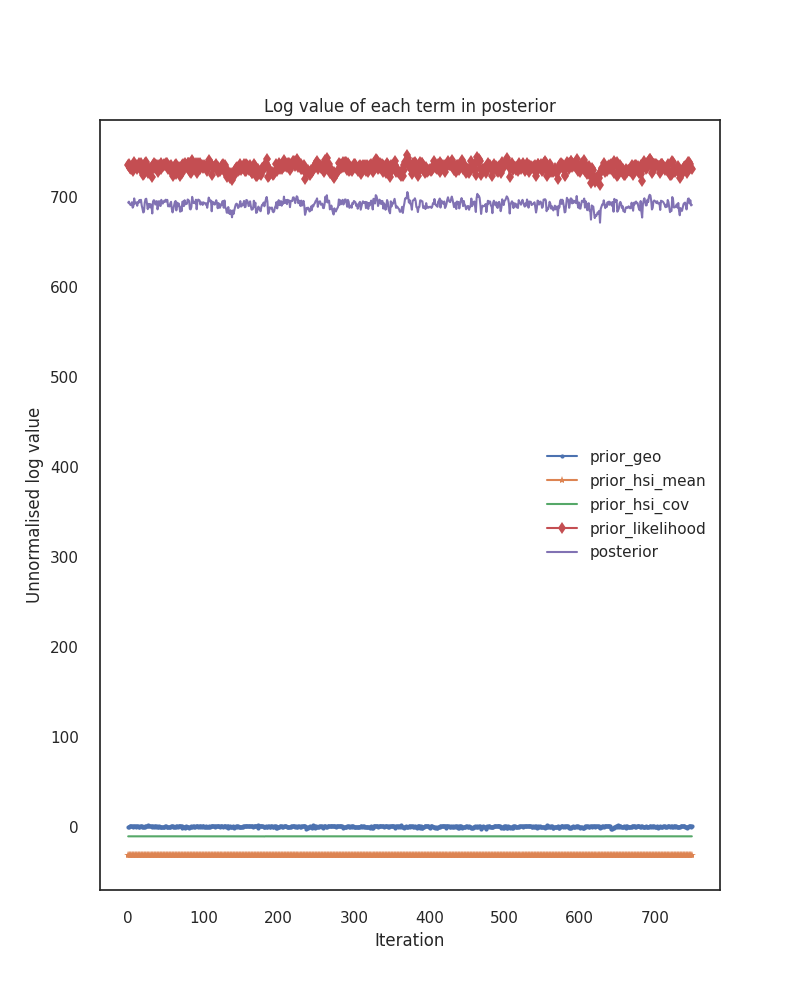 Log value of each term in posterior
Unnormalised log value
700
600
500
400
300
200
100
0
prior_geo
prior_hsi_mean
prior_hsi_cov
prior_likelihood
posterior
0 100 200 300 400 500 600 700
Iteration